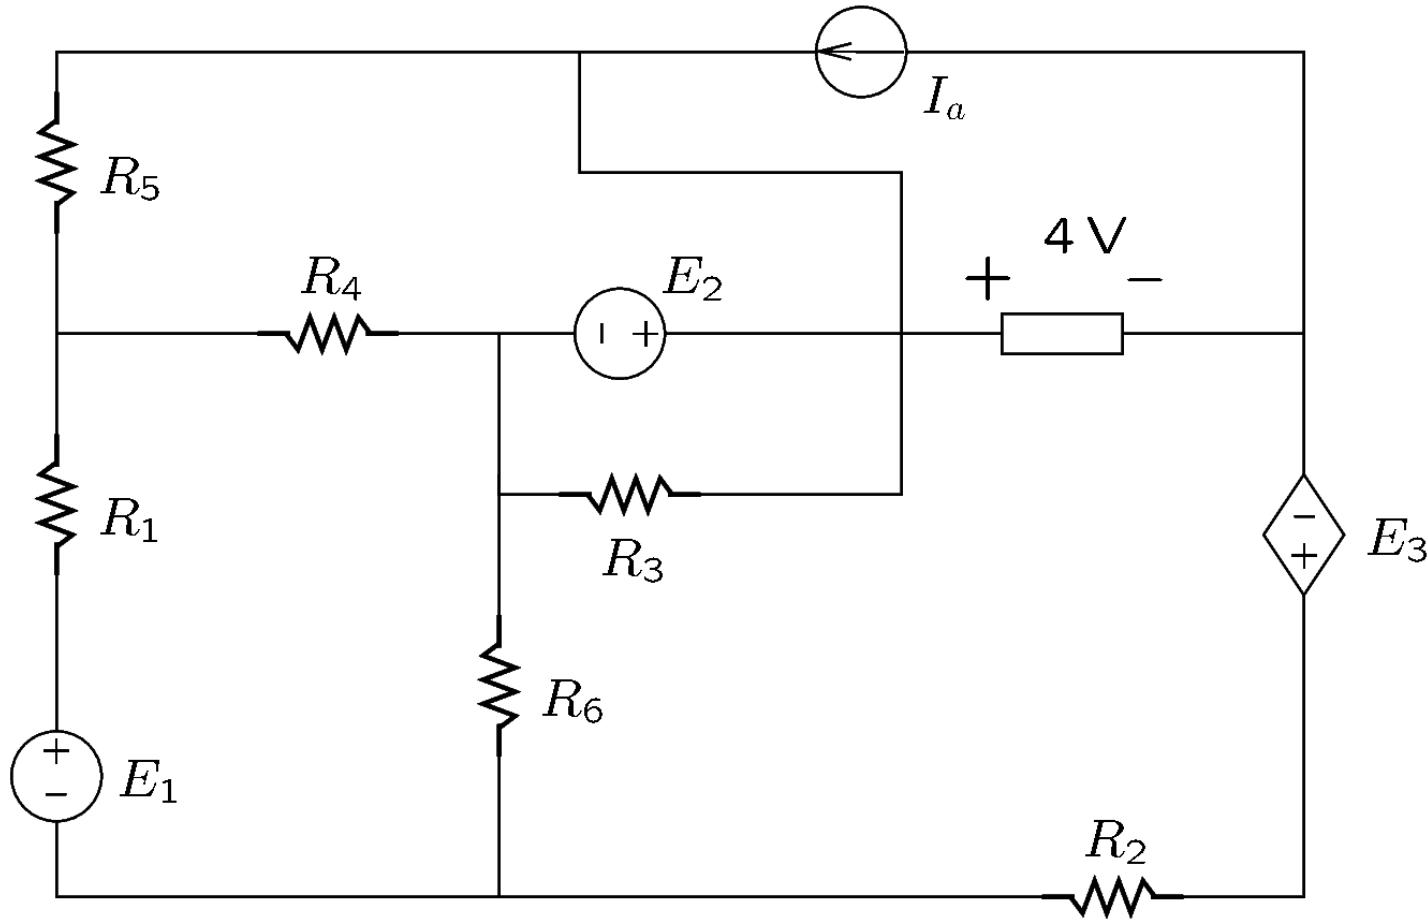 I_a
R_5
4 V
+ −
R_4
E_2
− +
R_1
R_3
−
+
E_3
R_6
+
−
E_1
R_2